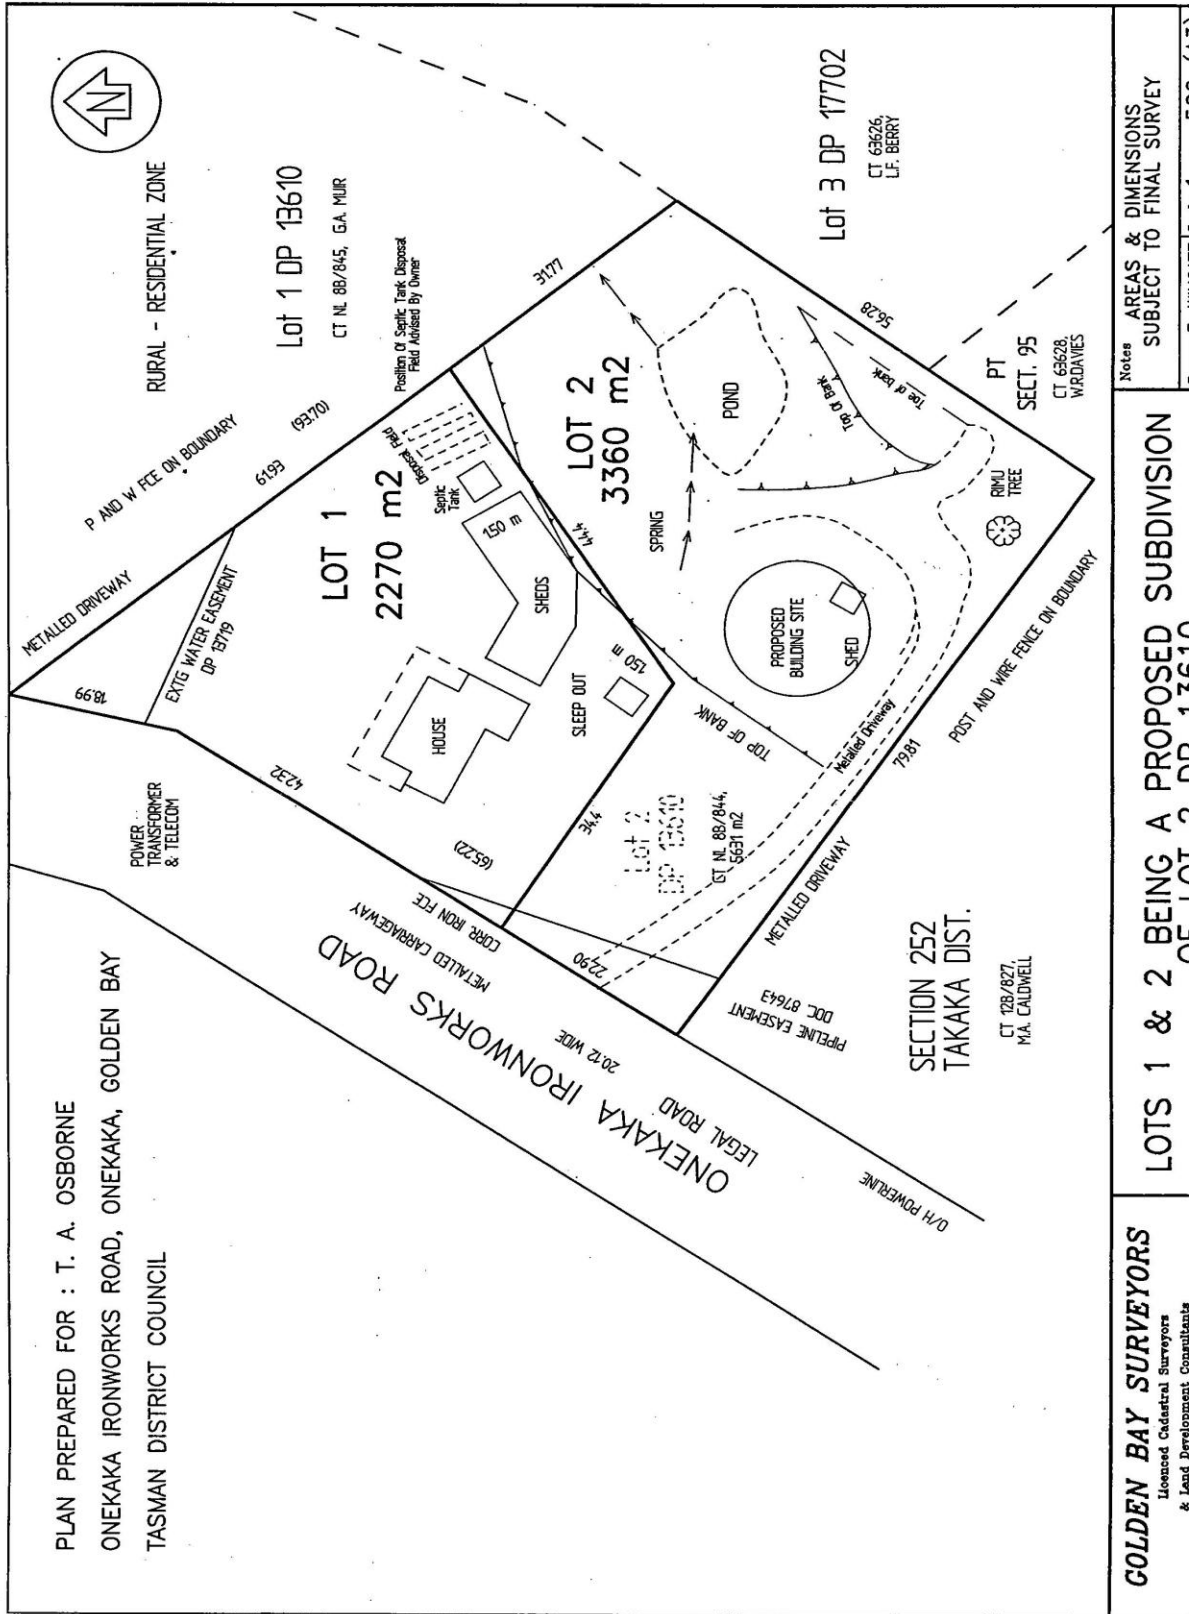 PLAN PREPARED FOR : T. A. OSBORNE
ONEKAKA IRONWORKS ROAD, ONEKAKA, GOLDEN BAY
TASMAN DISTRICT COUNCIL
RURAL - RESIDENTIAL ZONE
N
Lot 1 DP 13610
CT NL 8B/845, G.A. MUIR
P AND W FCE ON BOUNDARY
(93.70)
61.93
METALLED DRIVEWAY
18.99
EXTG WATER EASEMENT
DP 13719
POWER
TRANSFORMER
& TELECOM
42.32
(65.22)
LOT 1
2270 m2
Position Of Septic Tank Disposal
Field Advised By Owner
Disposal Field
Septic
Tank
1.50 m
SHEDS
HOUSE
SLEEP OUT
1.50 m
44.4
34.4
31.77
LOT 2
3360 m2
SPRING
POND
Top Of Bank
Toe of bank
56.28
Lot 3 DP 17702
CT 63626,
L.F. BERRY
PT
SECT. 95
CT 63628,
W.R.DAVIES
RIMU
TREE
PROPOSED
BUILDING SITE
SHED
TOP OF BANK
Metalled Driveway
79.81
POST AND WIRE FENCE ON BOUNDARY
Lot 2
DP 13610
CT NL 8B/844,
5631 m2
METALLED DRIVEWAY
22.90
CORR. IRON FCE
METALLED CARRIAGEWAY
ONEKAKA IRONWORKS ROAD
20.12 WIDE
LEGAL ROAD
O/H POWERLINE
PIPELINE EASEMENT
DOC. 87643
SECTION 252
TAKAKA DIST.
CT 12B/827,
M.A. CALDWELL
GOLDEN BAY SURVEYORS
Licenced Cadastral Surveyors
& Land Development Consultants
LOTS 1 & 2 BEING A PROPOSED SUBDIVISION
OF LOT 2 DP 13610
Notes
AREAS & DIMENSIONS
SUBJECT TO FINAL SURVEY